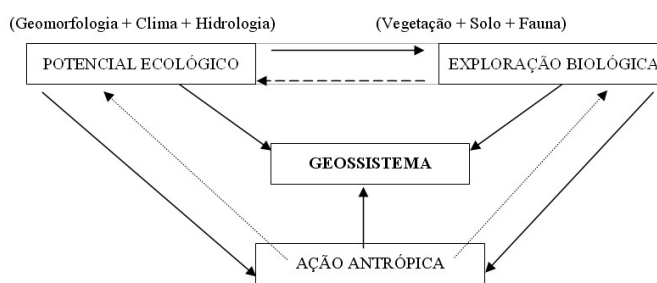 (Geomorfologia + Clima + Hidrologia) (Vegetação + Solo + Fauna)
POTENCIAL ECOLÓGICO EXPLORAÇÃO BIOLÓGICA
GEOSSISTEMA
AÇÃO ANTRÓPICA